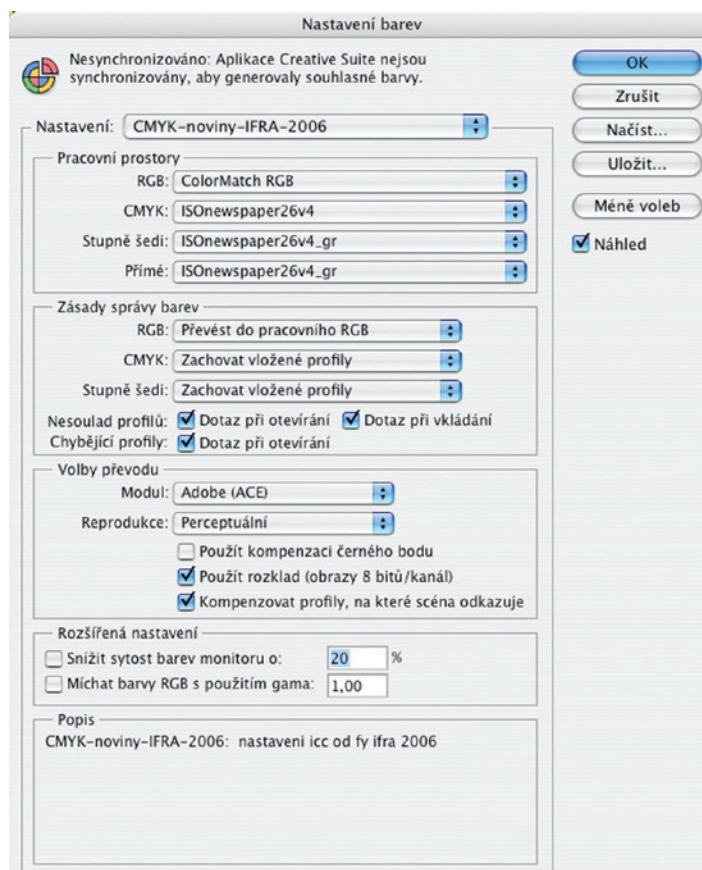 Nastavení barev
Nesynchronizováno: Aplikace Creative Suite nejsou
synchronizovány, aby generovaly souhlasné barvy.
OK
Zrušit
Načíst...
Uložit...
Méně voleb
Náhled
Nastavení: CMYK-noviny-IFRA-2006
Pracovní prostory
RGB: ColorMatch RGB
CMYK: ISOnewspaper26v4
Stupně šedi: ISOnewspaper26v4_gr
Přímé: ISOnewspaper26v4_gr
Zásady správy barev
RGB: Převést do pracovního RGB
CMYK: Zachovat vložené profily
Stupně šedi: Zachovat vložené profily
Nesoulad profilů: Dotaz při otevírání Dotaz při vkládání
Chybějící profily: Dotaz při otevírání
Volby převodu
Modul: Adobe (ACE)
Reprodukce: Perceptuální
Použít kompenzaci černého bodu
Použít rozklad (obrazy 8 bitů/kanál)
Kompenzovat profily, na které scéna odkazuje
Rozšířená nastavení
Snížit sytost barev monitoru o: 20 %
Míchat barvy RGB s použitím gama: 1,00
Popis
CMYK-noviny-IFRA-2006: nastaveni icc od fy ifra 2006